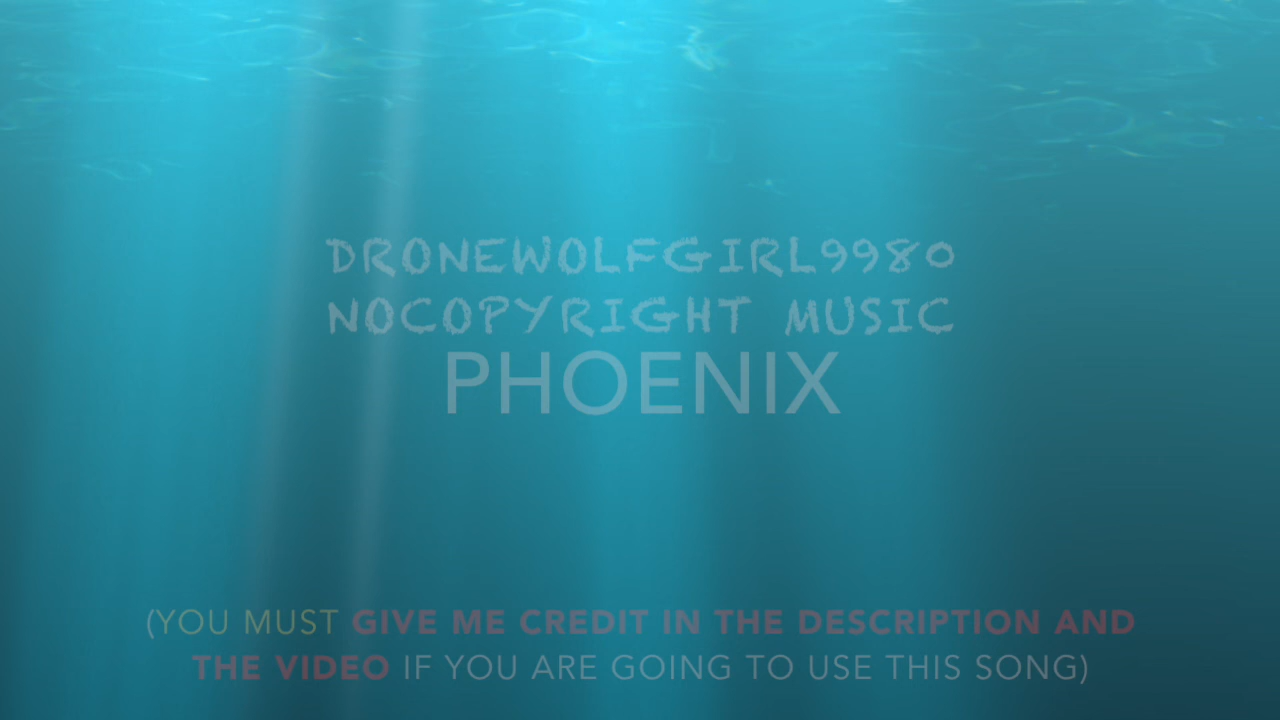 DRONEWOLFGIRL9980
NOCOPYRIGHT MUSIC
PHOENIX
(YOU MUST GIVE ME CREDIT IN THE DESCRIPTION AND
THE VIDEO IF YOU ARE GOING TO USE THIS SONG)